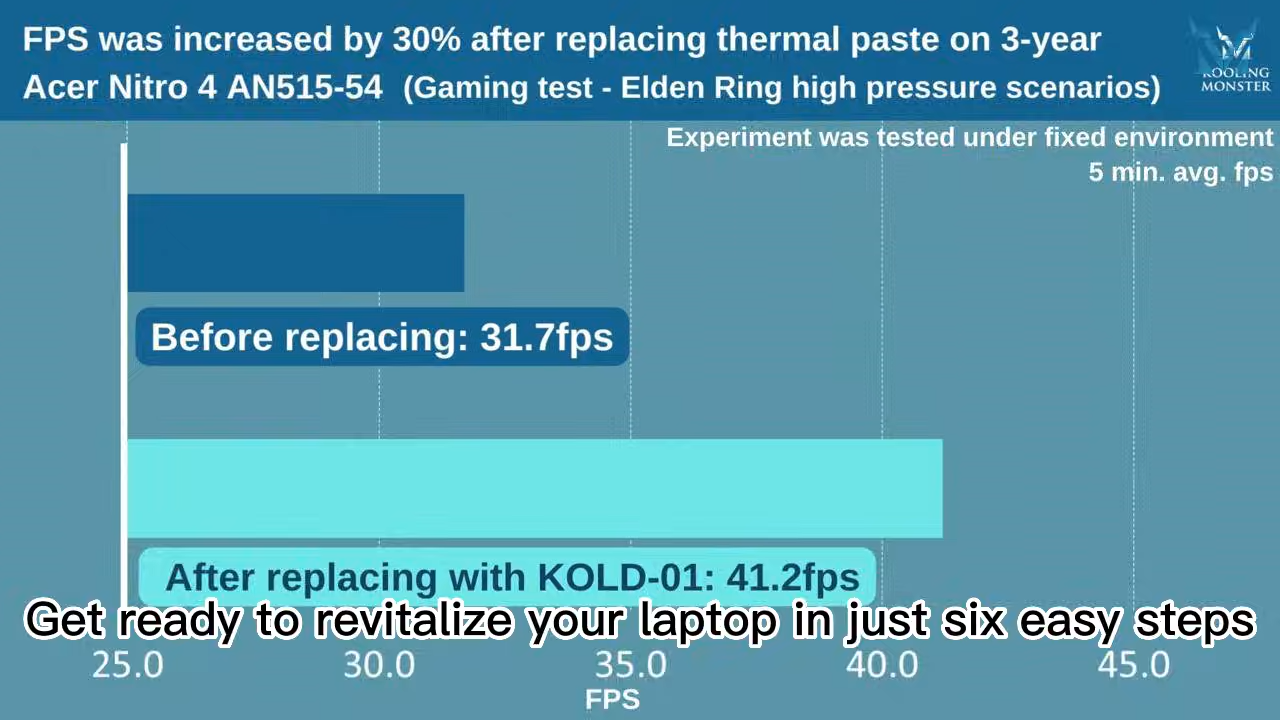 FPS was increased by 30% after replacing thermal paste on 3-year
Acer Nitro 4 AN515-54 (Gaming test - Elden Ring high pressure scenarios)
KOOLING
MONSTER
Experiment was tested under fixed environment
5 min. avg. fps
Before replacing: 31.7fps
After replacing with KOLD-01: 41.2fps
Get ready to revitalize your laptop in just six easy steps
25.0 30.0 35.0 40.0 45.0
FPS